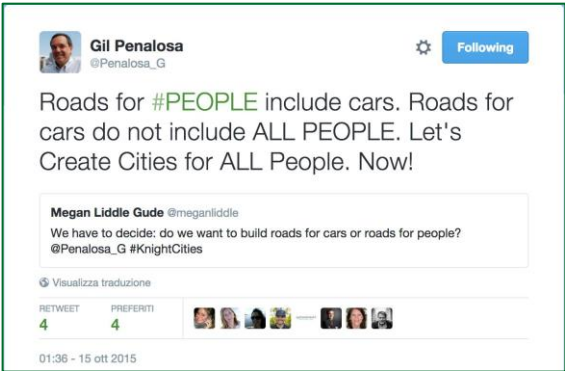 Gil Penalosa
@Penalosa_G
Following
Roads for #PEOPLE include cars. Roads for
cars do not include ALL PEOPLE. Let's
Create Cities for ALL People. Now!
Megan Liddle Gude @meganliddle
We have to decide: do we want to build roads for cars or roads for people?
@Penalosa_G #KnightCities
Visualizza traduzione
RETWEET PREFERITI
4 4
01:36 - 15 ott 2015